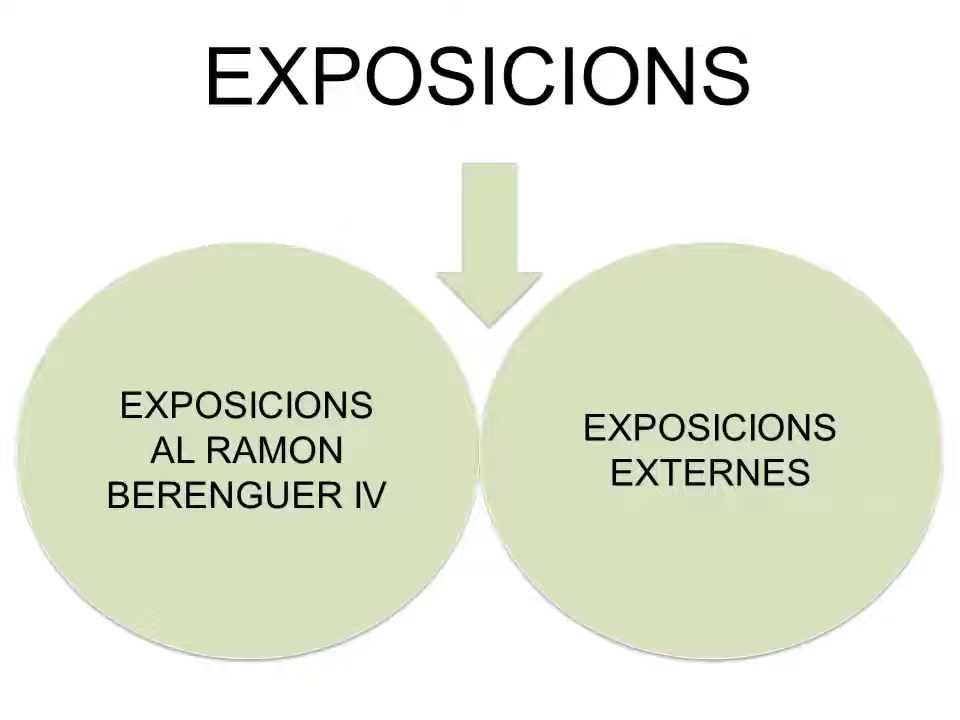 EXPOSICIONS
EXPOSICIONS
AL RAMON
BERENGUER IV
EXPOSICIONS
EXTERNES